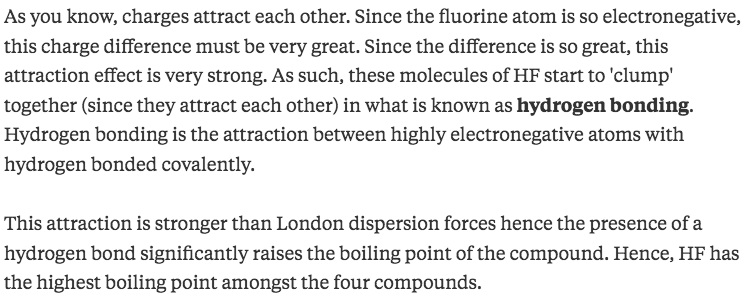 As you know, charges attract each other. Since the fluorine atom is so electronegative,
this charge difference must be very great. Since the difference is so great, this
attraction effect is very strong. As such, these molecules of HF start to 'clump'
together (since they attract each other) in what is known as hydrogen bonding.
Hydrogen bonding is the attraction between highly electronegative atoms with
hydrogen bonded covalently.
This attraction is stronger than London dispersion forces hence the presence of a
hydrogen bond significantly raises the boiling point of the compound. Hence, HF has
the highest boiling point amongst the four compounds.